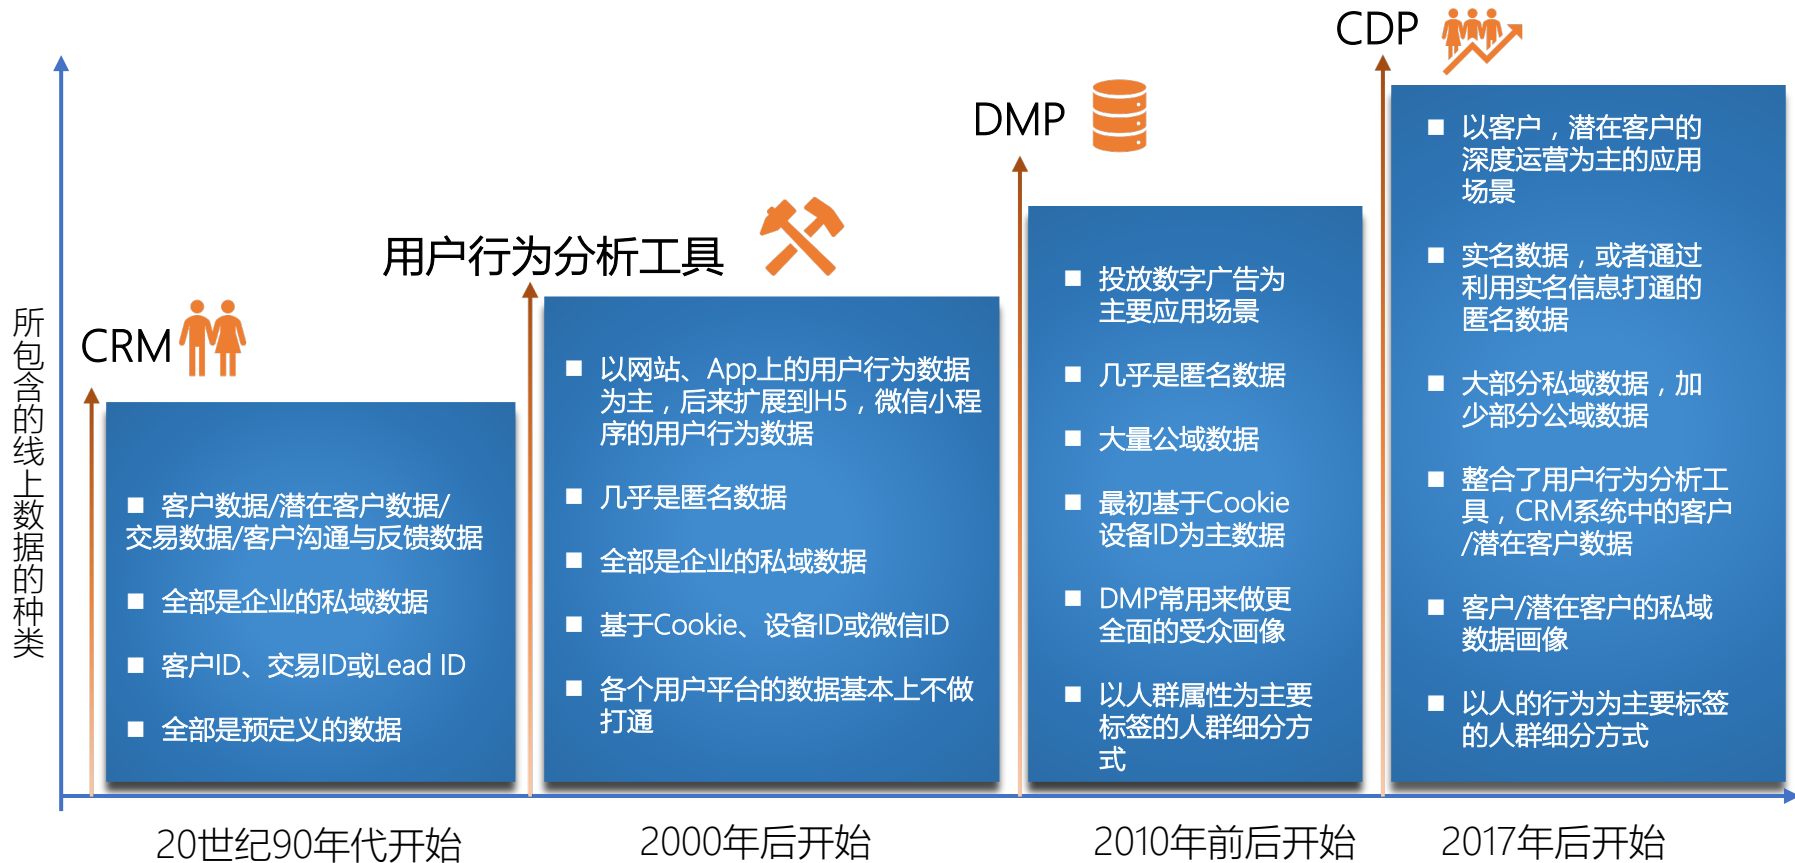 所包含的线上数据的种类
CRM
客户数据/潜在客户数据/
交易数据/客户沟通与反馈数据
全部是企业的私域数据
客户ID、交易ID或Lead ID
全部是预定义的数据
20世纪90年代开始
用户行为分析工具
以网站、App上的用户行为数据
为主，后来扩展到H5，微信小程
序的用户行为数据
几乎是匿名数据
全部是企业的私域数据
基于Cookie、设备ID或微信ID
各个用户平台的数据基本上不做
打通
2000年后开始
DMP
投放数字广告为
主要应用场景
几乎是匿名数据
大量公域数据
最初基于Cookie
设备ID为主数据
DMP常用来做更
全面的受众画像
以人群属性为主要
标签的人群细分方
式
2010年前后开始
CDP
以客户，潜在客户的
深度运营为主的应用
场景
实名数据，或者通过
利用实名信息打通的
匿名数据
大部分私域数据，加
少部分公域数据
整合了用户行为分析工
具，CRM系统中的客户
/潜在客户数据
客户/潜在客户的私域
数据画像
以人的行为为主要标签
的人群细分方式
2017年后开始